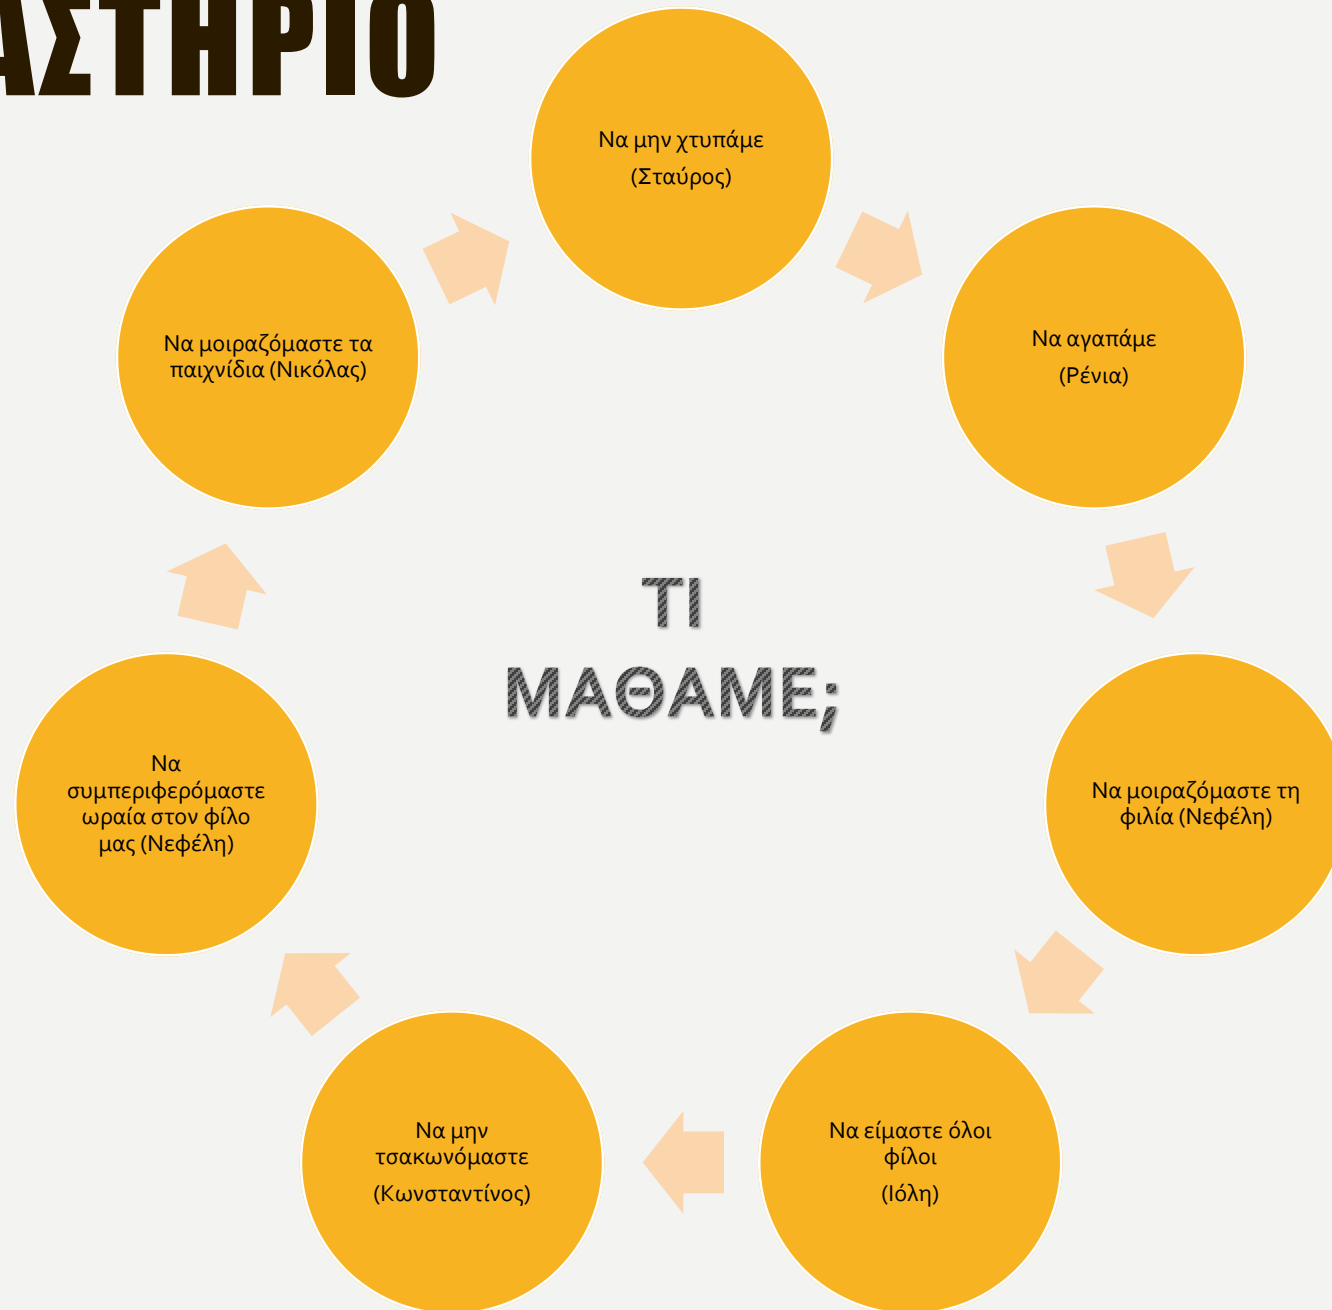 ΑΣΤΗΡΙΟ
Να μην χτυπάμε
(Σταύρος)
Να αγαπάμε
(Ρένια)
Να μοιραζόμαστε τη
φιλία (Νεφέλη)
Να είμαστε όλοι
φίλοι
(Ιόλη)
Να μην
τσακωνόμαστε
(Κωνσταντίνος)
Να
συμπεριφερόμαστε
ωραία στον φίλο
μας (Νεφέλη)
Να μοιραζόμαστε τα
παιχνίδια (Νικόλας)
ΤΙ
ΜΑΘΑΜΕ;